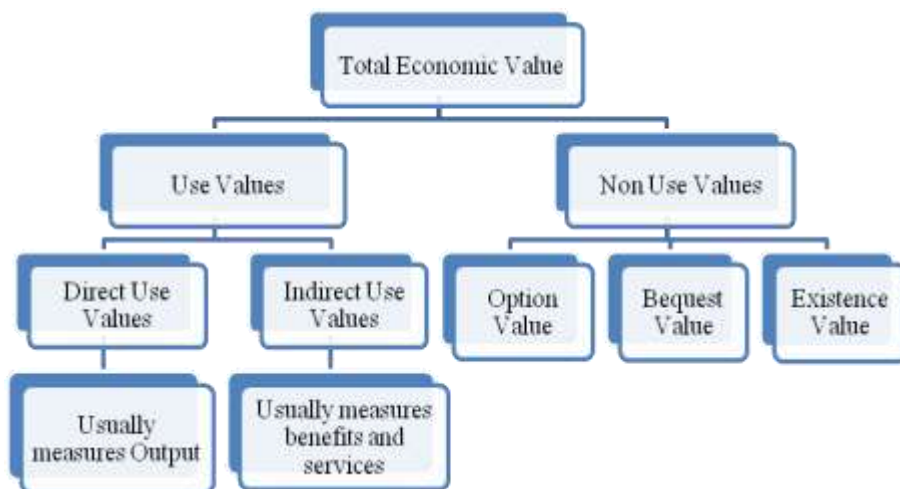 Total Economic Value
Use Values
Non Use Values
Direct Use
Values
Indirect Use
Values
Option
Value
Bequest
Value
Existence
Value
Usually
measures Output
Usually measures
benefits and
services